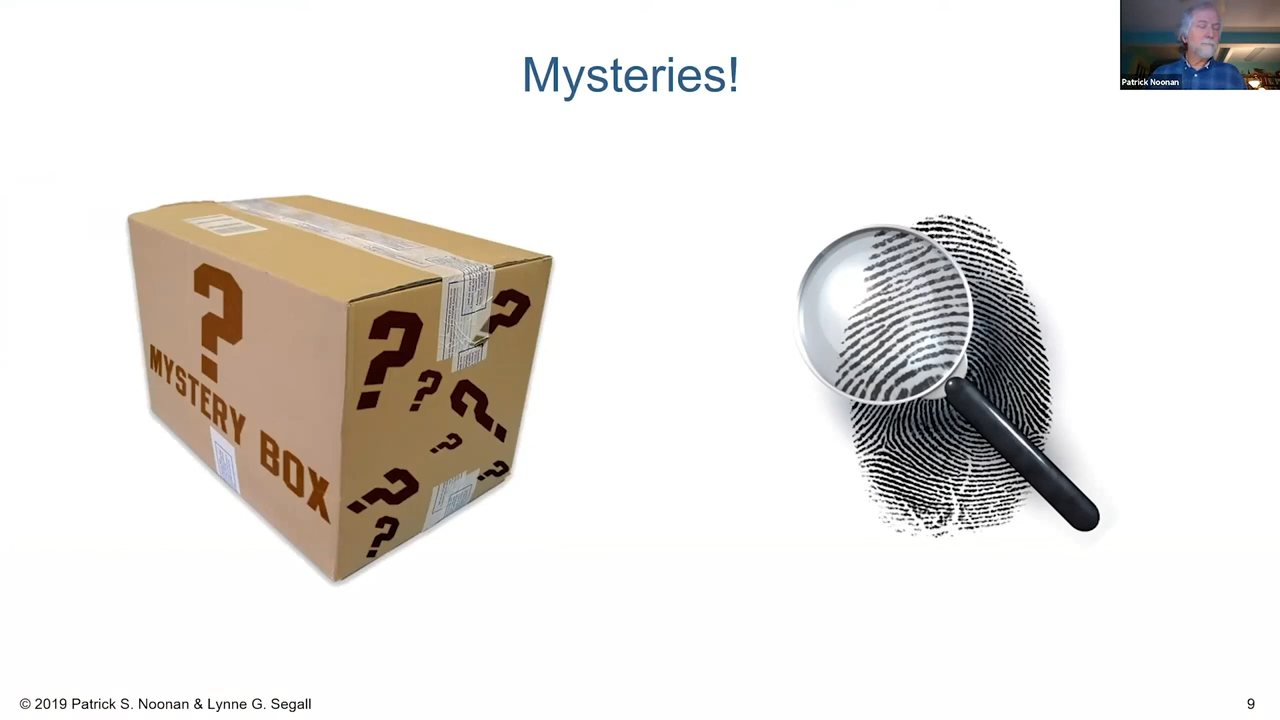 Mysteries!
Patrick Noonan
?
MYSTERY BOX
?
?
?
?
?
?
?
?
© 2019 Patrick S. Noonan & Lynne G. Segall
9